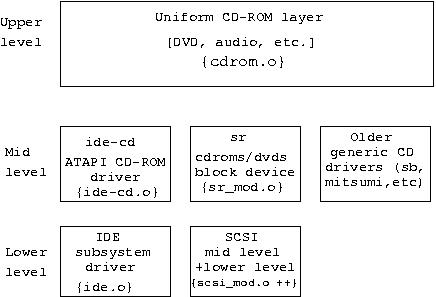 Upper
level
Uniform CD-ROM layer
[DVD, audio, etc.]
{cdrom.o}
Mid
level
ide-cd
ATAPI CD-ROM
driver
{ide-cd.o}
sr
cdroms/dvds
block device
{sr_mod.o}
Older
generic CD
drivers (sb,
mitsumi,etc)
Lower
level
IDE
subsystem
driver
{ide.o}
SCSI
mid level
+lower level
{scsi_mod.o ++}